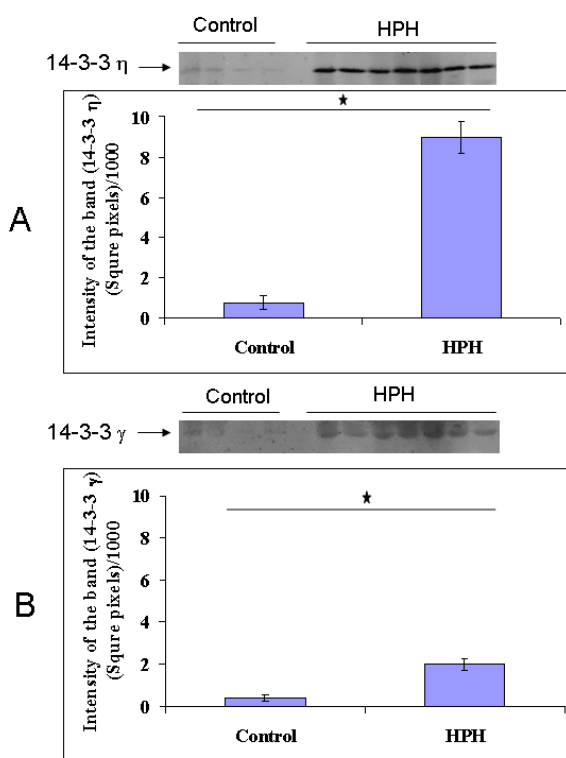 Control HPH
14-3-3 η
A
Intensity of the band (14-3-3 η)
(Squre pixels)/1000
10
8
6
4
2
0
Control HPH
Control HPH
14-3-3 γ
B
Intensity of the band (14-3-3 γ)
(Squre pixels)/1000
10
8
6
4
2
0
Control HPH